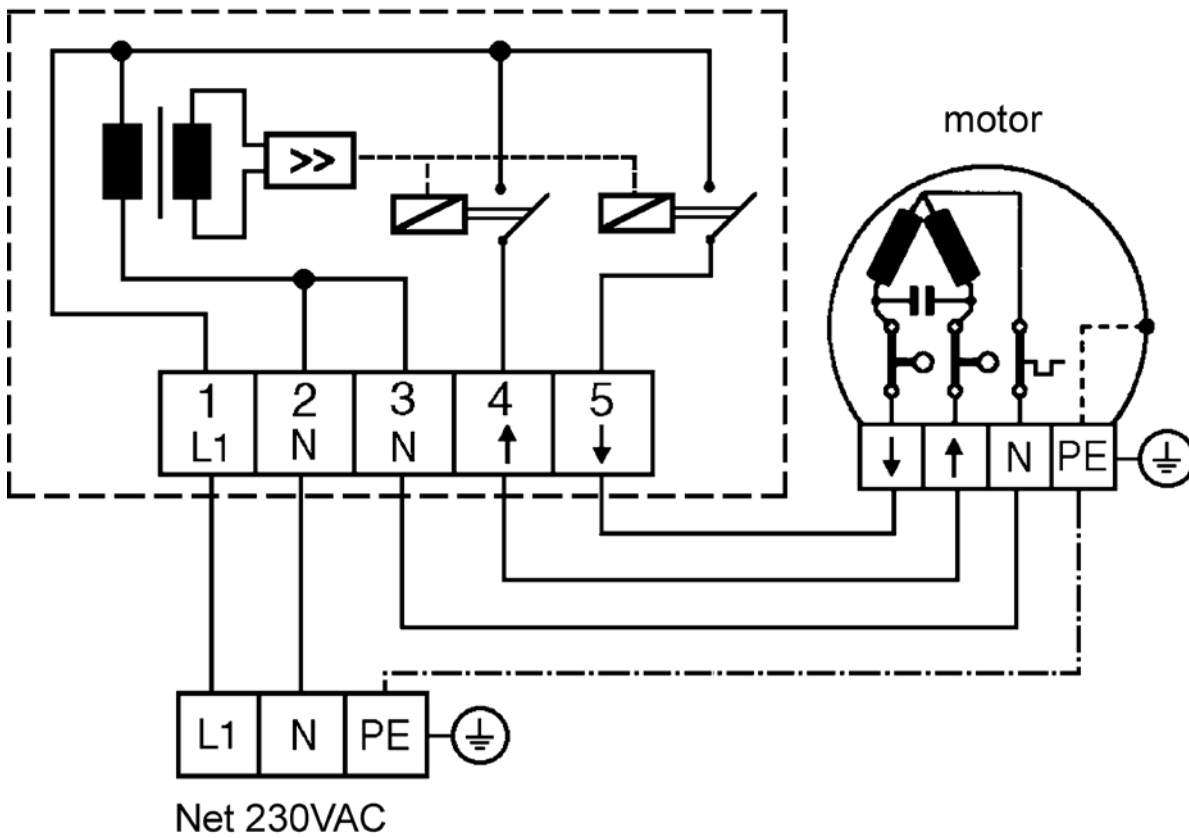 motor
>>
1 2 3 4 5
L1 N N ↑ ↓
↓ ↑ N PE
L1 N PE
Net 230VAC